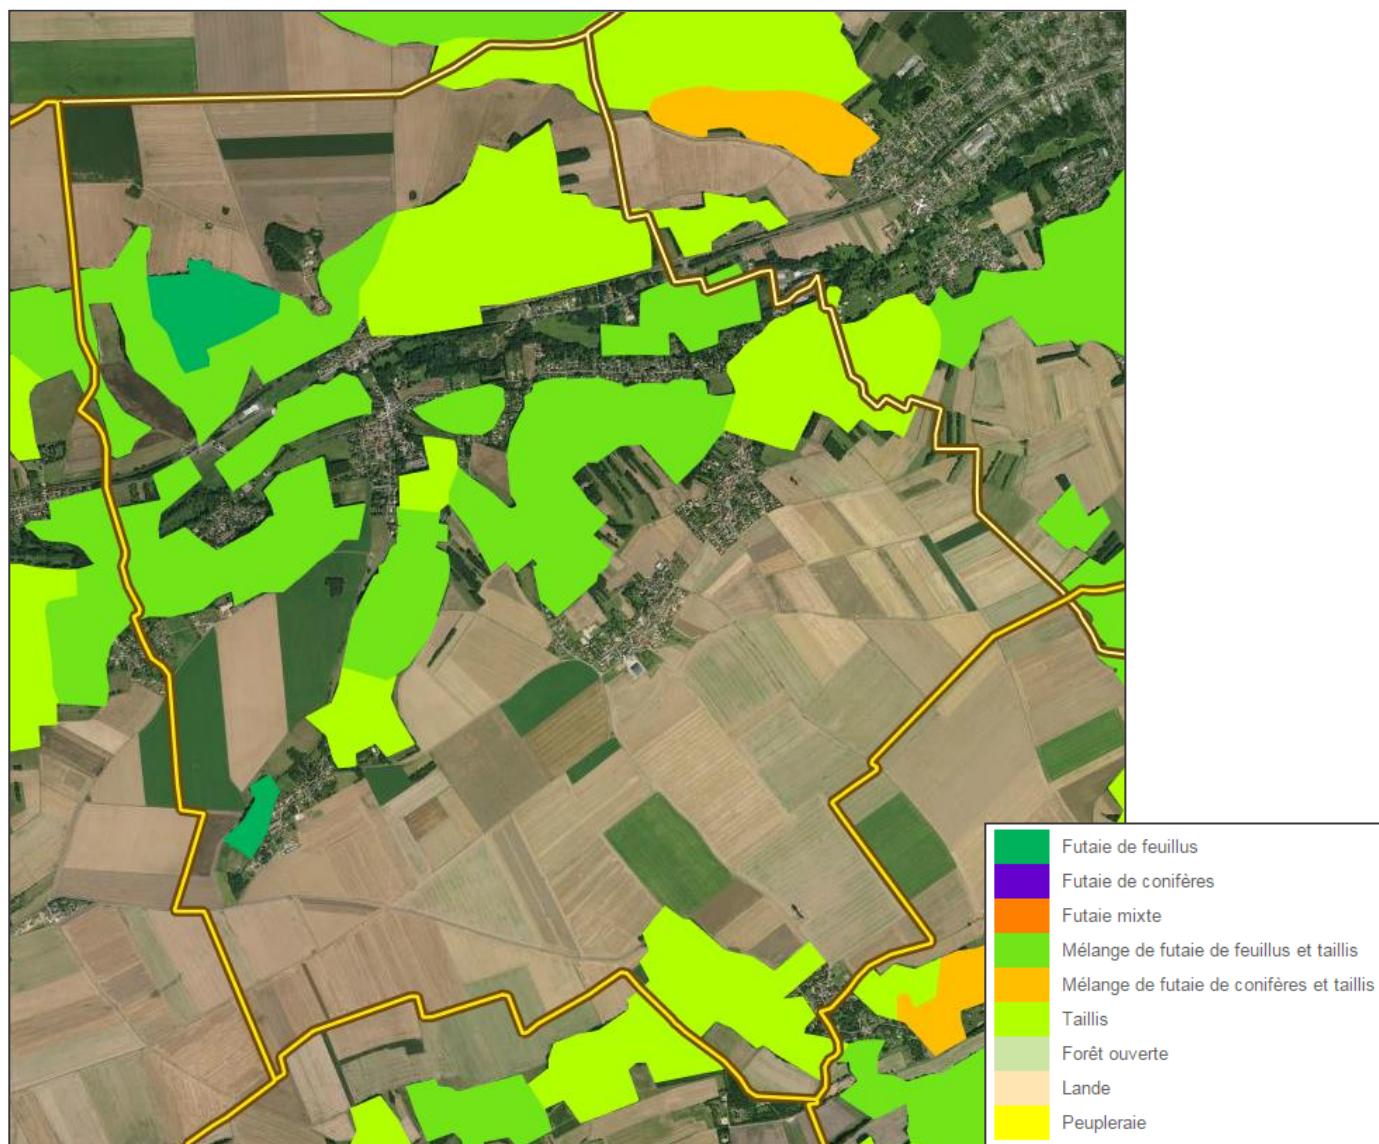 Futaie de feuillus
Futaie de conifères
Futaie mixte
Mélange de futaie de feuillus et taillis
Mélange de futaie de conifères et taillis
Taillis
Forêt ouverte
Lande
Peupleraie